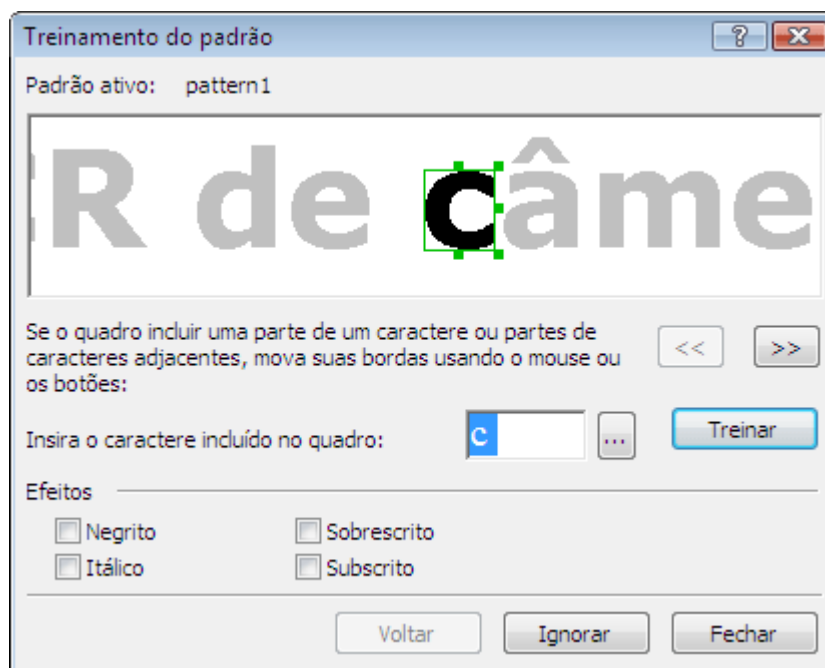 Treinamento do padrão
Padrão ativo: pattern1
R de câme
Se o quadro incluir uma parte de um caractere ou partes de
caracteres adjacentes, mova suas bordas usando o mouse ou
os botões:
<< >>
Insira o caractere incluído no quadro: c ... Treinar
Efeitos
Negrito Sobrescrito
Itálico Subscrito
Voltar Ignorar Fechar